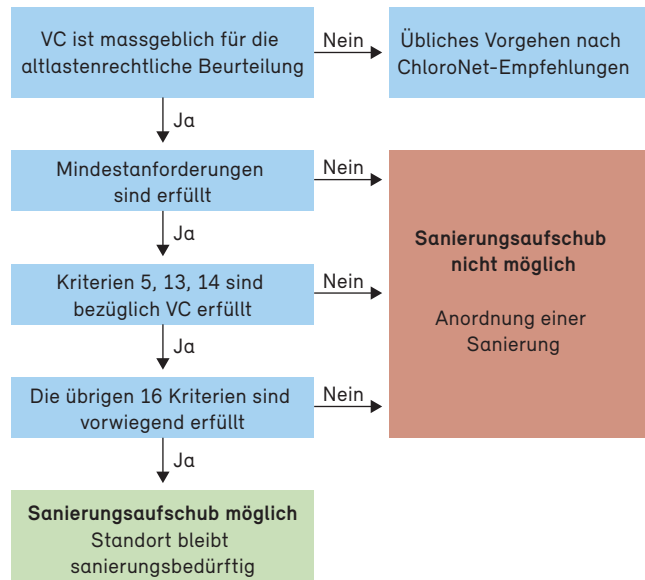 VC ist massgeblich für die
altlastenrechtliche Beurteilung
Nein
Übliches Vorgehen nach
ChloroNet-Empfehlungen
Ja
Mindestanforderungen
sind erfüllt
Nein
Sanierungsaufschub
nicht möglich
Anordnung einer
Sanierung
Ja
Kriterien 5, 13, 14 sind
bezüglich VC erfüllt
Nein
Ja
Die übrigen 16 Kriterien sind
vorwiegend erfüllt
Nein
Ja
Sanierungsaufschub möglich
Standort bleibt
sanierungsbedürftig